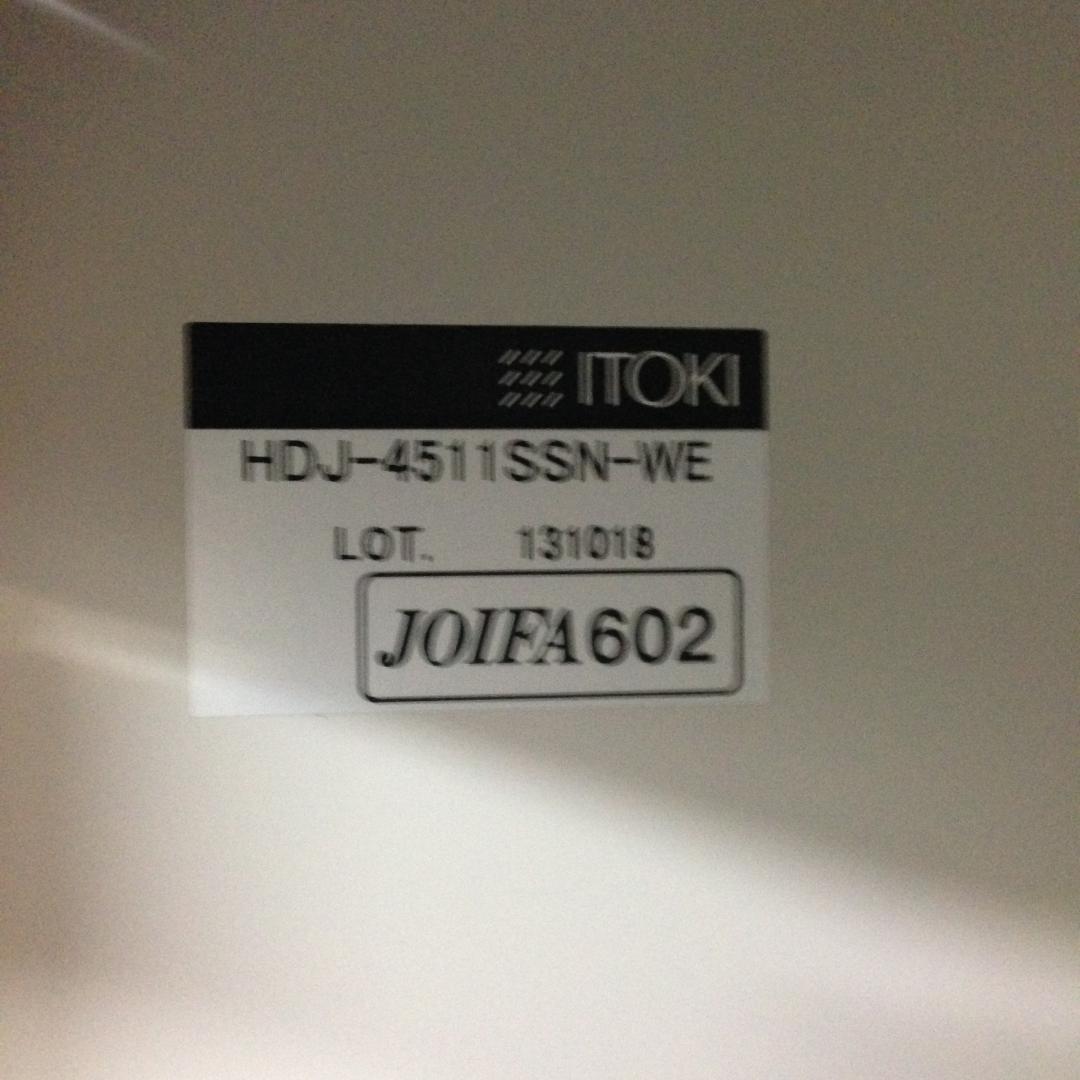 ITOKI
HDJ-4511SSN-WE
LOT. 131018
JOIFA602